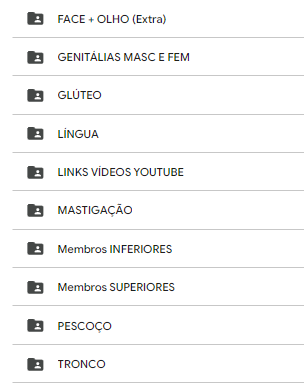 FACE + OLHO (Extra)
GENITÁLIAS MASC E FEM
GLÚTEO
LÍNGUA
LINKS VÍDEOS YOUTUBE
MASTIGAÇÃO
Membros INFERIORES
Membros SUPERIORES
PESCOÇO
TRONCO